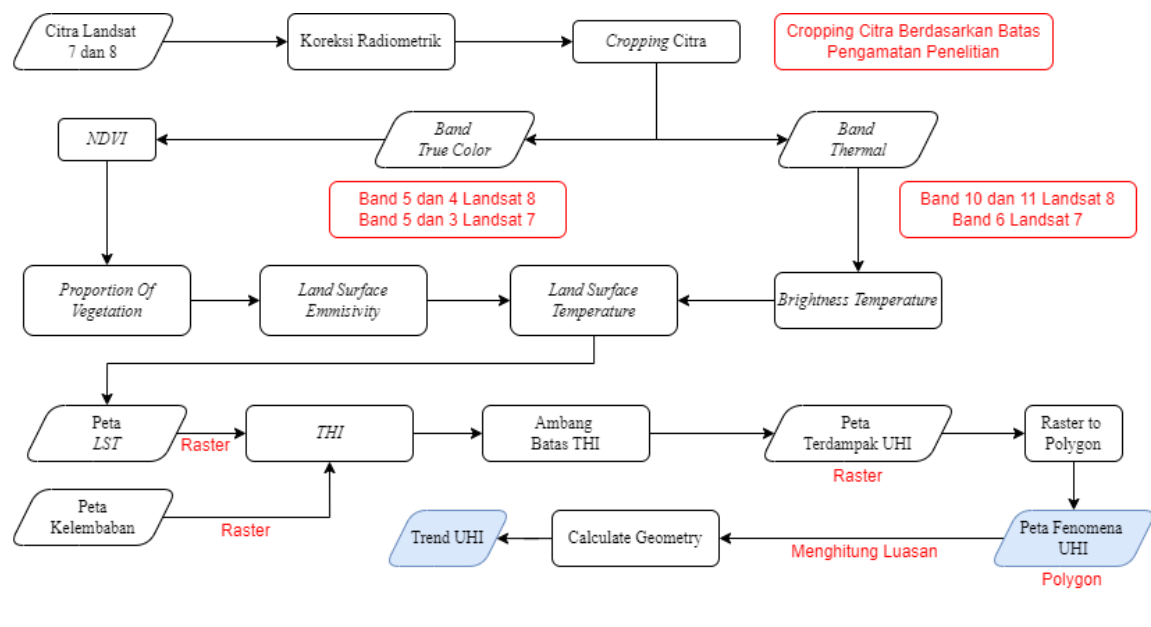 Citra Landsat
7 dan 8
Koreksi Radiometrik
Cropping Citra
Cropping Citra Berdasarkan Batas
Pengamatan Penelitian
NDVI
Band
True Color
Band
Thermal
Band 5 dan 4 Landsat 8
Band 5 dan 3 Landsat 7
Band 10 dan 11 Landsat 8
Band 6 Landsat 7
Proportion Of
Vegetation
Land Surface
Emmisivity
Land Surface
Temperature
Brightness Temperature
Peta
LST
Raster
THI
Ambang
Batas THI
Peta
Terdampak UHI
Raster
Raster to
Polygon
Peta
Kelembaban
Raster
Trend UHI
Calculate Geometry
Menghitung Luasan
Peta Fenomena
UHI
Polygon